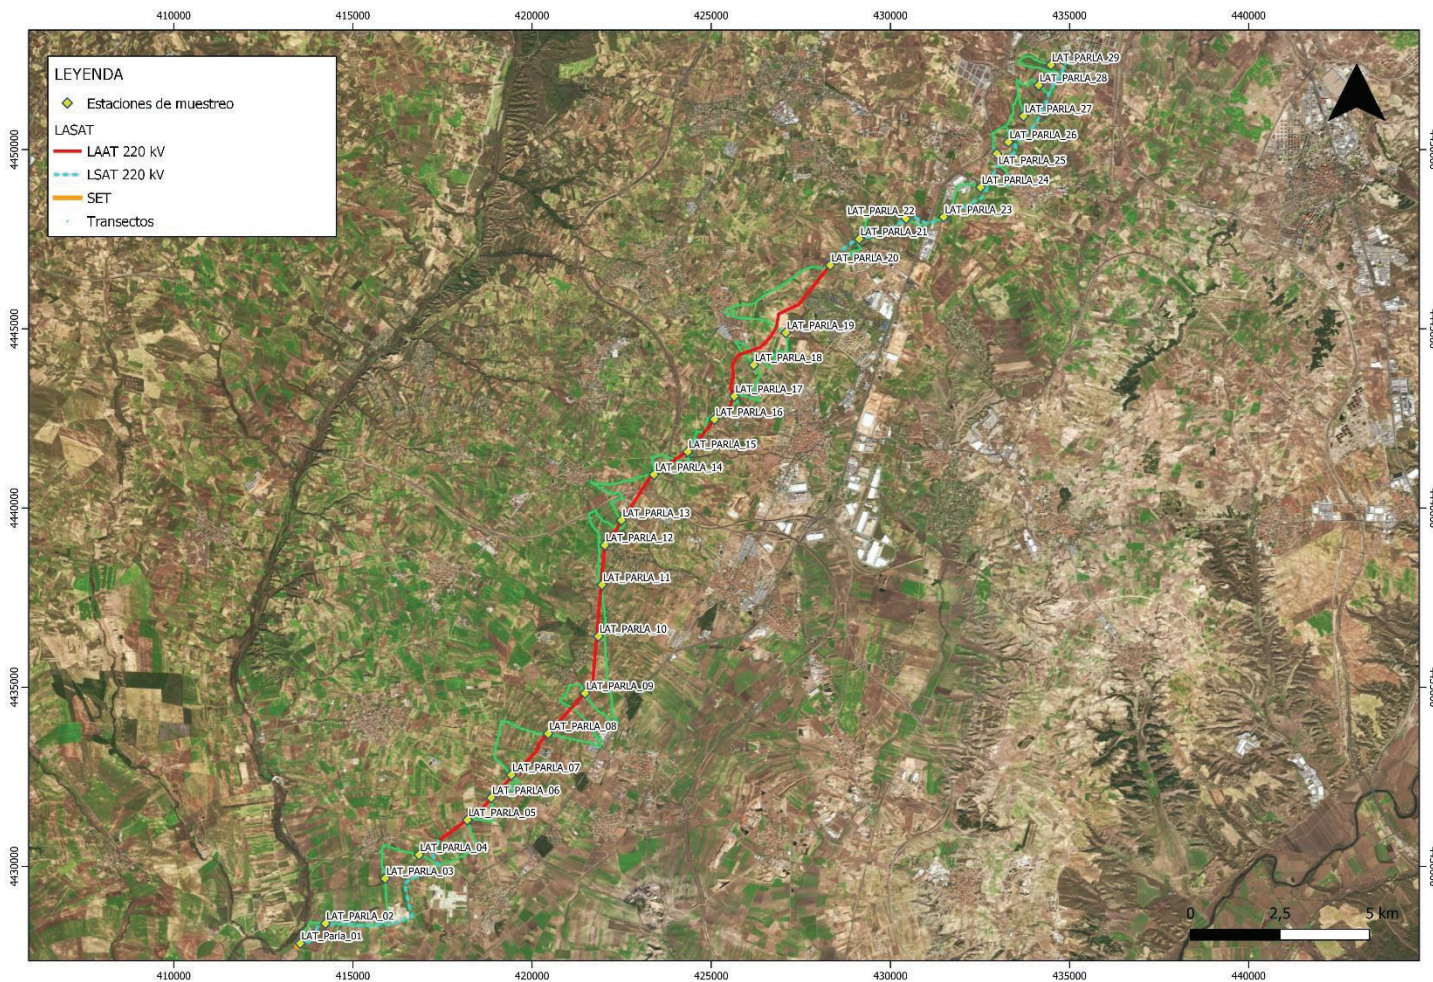 410000 415000 420000 425000 430000 435000 440000
LEYENDA
Estaciones de muestreo
LASAT
LAAT 220 kV
LSAT 220 kV
SET
Transectos
LAT_PARLA_29
LAT_PARLA_28
LAT_PARLA_27
LAT_PARLA_26
4450000
LAT_PARLA_25
LAT_PARLA_24
LAT_PARLA_22
LAT_PARLA_23
LAT_PARLA_21
LAT_PARLA_20
4445000
LAT_PARLA_19
LAT_PARLA_18
LAT_PARLA_17
LAT_PARLA_16
LAT_PARLA_15
LAT_PARLA_14
4440000
LAT_PARLA_13
LAT_PARLA_12
LAT_PARLA_11
LAT_PARLA_10
4435000
LAT_PARLA_09
LAT_PARLA_08
LAT_PARLA_07
LAT_PARLA_06
LAT_PARLA_05
LAT_PARLA_04
4430000
LAT_PARLA_03
LAT_PARLA_02
LAT_Parla_01
0 2,5 5 km
410000 415000 420000 425000 430000 435000 440000